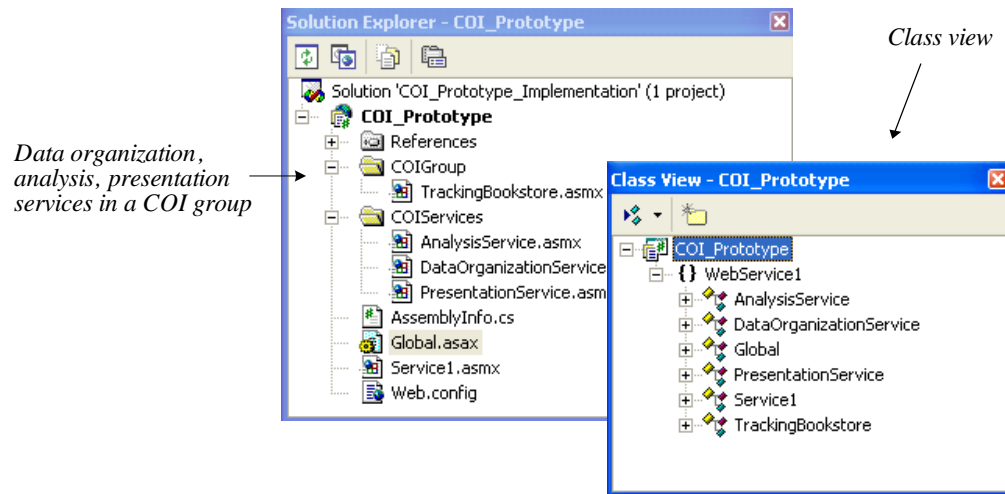 Solution Explorer - COI_Prototype
Solution 'COI_Prototype_Implementation' (1 project)
COI_Prototype
References
COIGroup
TrackingBookstore.asmx
COIServices
AnalysisService.asmx
DataOrganizationService
PresentationService.asm
AssemblyInfo.cs
Global.asax
Service1.asmx
Web.config
Data organization,
analysis, presentation
services in a COI group
Class view
Class View - COI_Prototype
COI_Prototype
{} WebService1
AnalysisService
DataOrganizationService
Global
PresentationService
Service1
TrackingBookstore